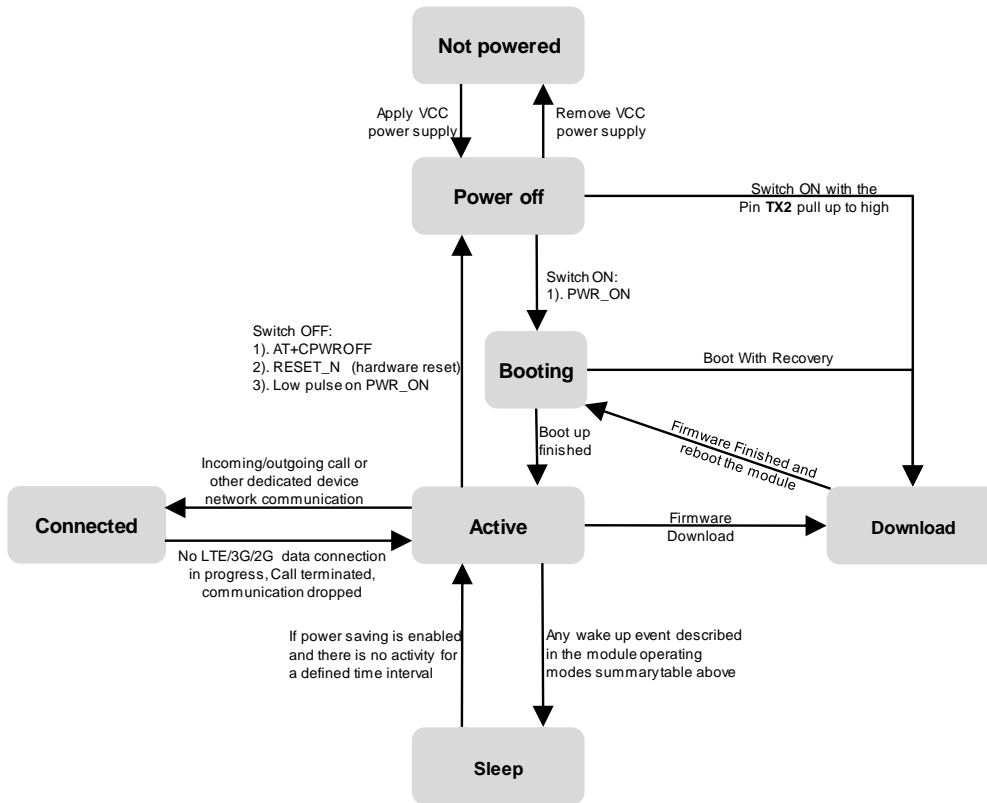 Not powered
Apply VCC
power supply
Remove VCC
power supply
Power off
Switch ON with the
Pin TX2 pull up to high
Switch ON:
1). PWR_ON
Switch OFF:
1). AT+CPWROFF
2). RESET_N (hardware reset)
3). Low pulse on PWR_ON
Booting
Boot With Recovery
Boot up
finished
Firmware Finished and
reboot the module
Incoming/outgoing call or
other dedicated device
network communication
Connected
Active
Firmware
Download
Download
No LTE/3G/2G data connection
in progress, Call terminated,
communication dropped
If power saving is enabled
and there is no activity for
a defined time interval
Any wake up event described
in the module operating
modes summary table above
Sleep